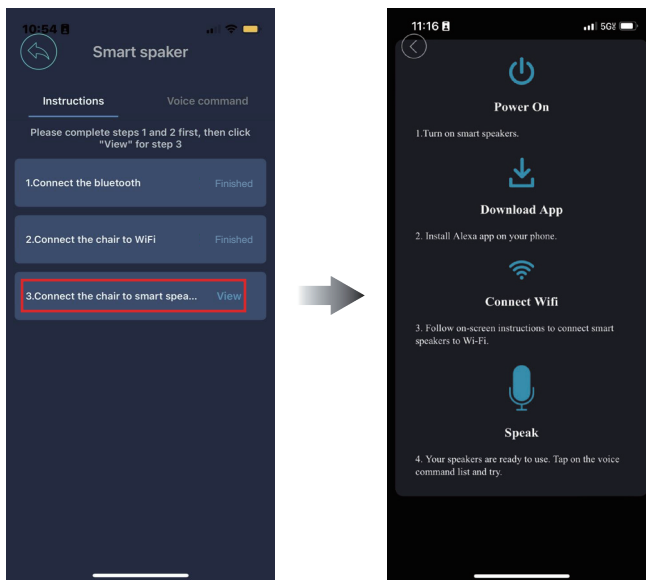 10:54
Smart spaker
Instructions
Voice command
Please complete steps 1 and 2 first, then click
"View" for step 3
1.Connect the bluetooth
Finished
2.Connect the chair to WiFi
Finished
3.Connect the chair to smart spea...
View
11:16
5G
Power On
1.Turn on smart speakers.
Download App
2. Install Alexa app on your phone.
Connect Wifi
3. Follow on-screen instructions to connect smart
speakers to Wi-Fi.
Speak
4. Your speakers are ready to use. Tap on the voice
command list and try.